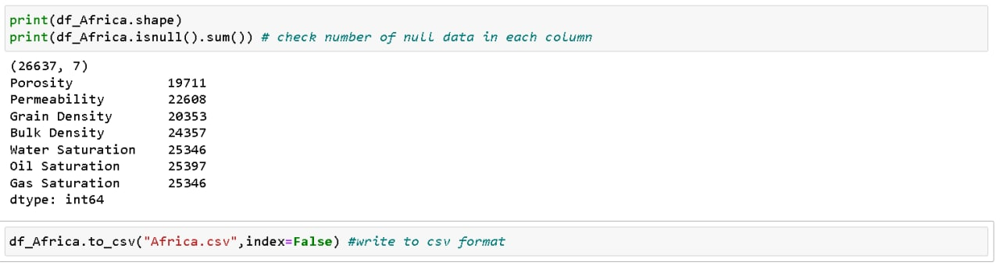 print(df_Africa.shape)
print(df_Africa.isnull().sum()) # check number of null data in each column
(26637, 7)
Porosity 19711
Permeability 22608
Grain Density 20353
Bulk Density 24357
Water Saturation 25346
Oil Saturation 25397
Gas Saturation 25346
dtype: int64
df_Africa.to_csv("Africa.csv",index=False) #write to csv format